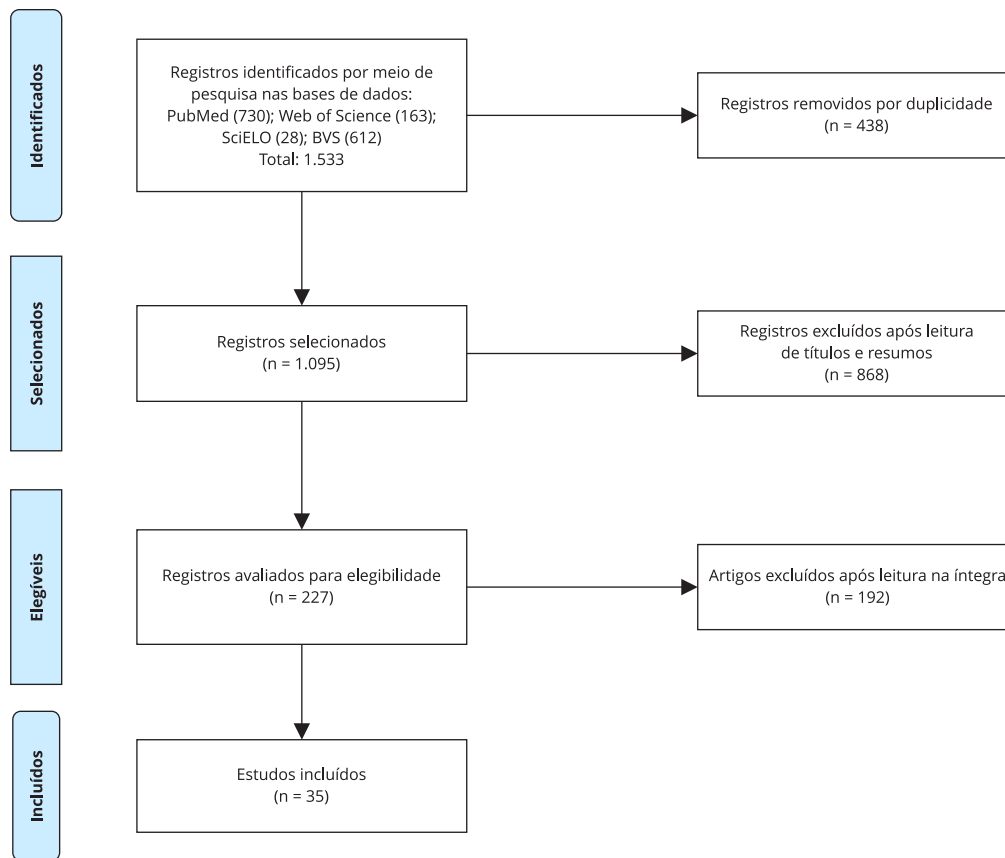 Identificados
Registros identificados por meio de
pesquisa nas bases de dados:
PubMed (730); Web of Science (163);
SciELO (28); BVS (612)
Total: 1.533
Registros removidos por duplicidade
(n = 438)
Selecionados
Registros selecionados
(n = 1.095)
Registros excluídos após leitura
de títulos e resumos
(n = 868)
Elegíveis
Registros avaliados para elegibilidade
(n = 227)
Artigos excluídos após leitura na íntegra
(n = 192)
Incluídos
Estudos incluídos
(n = 35)